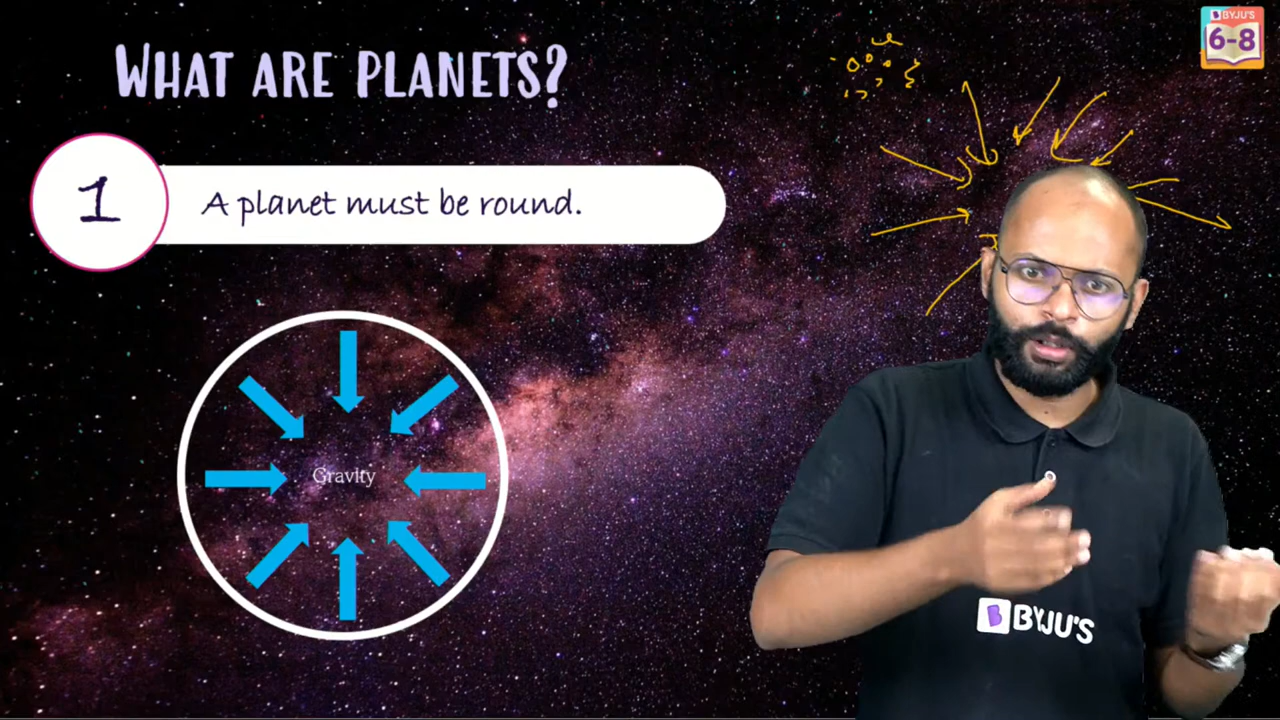 WHAT ARE PLANETS?
BYJU'S
6-8
1
A planet must be round.
Gravity
BYJU'S